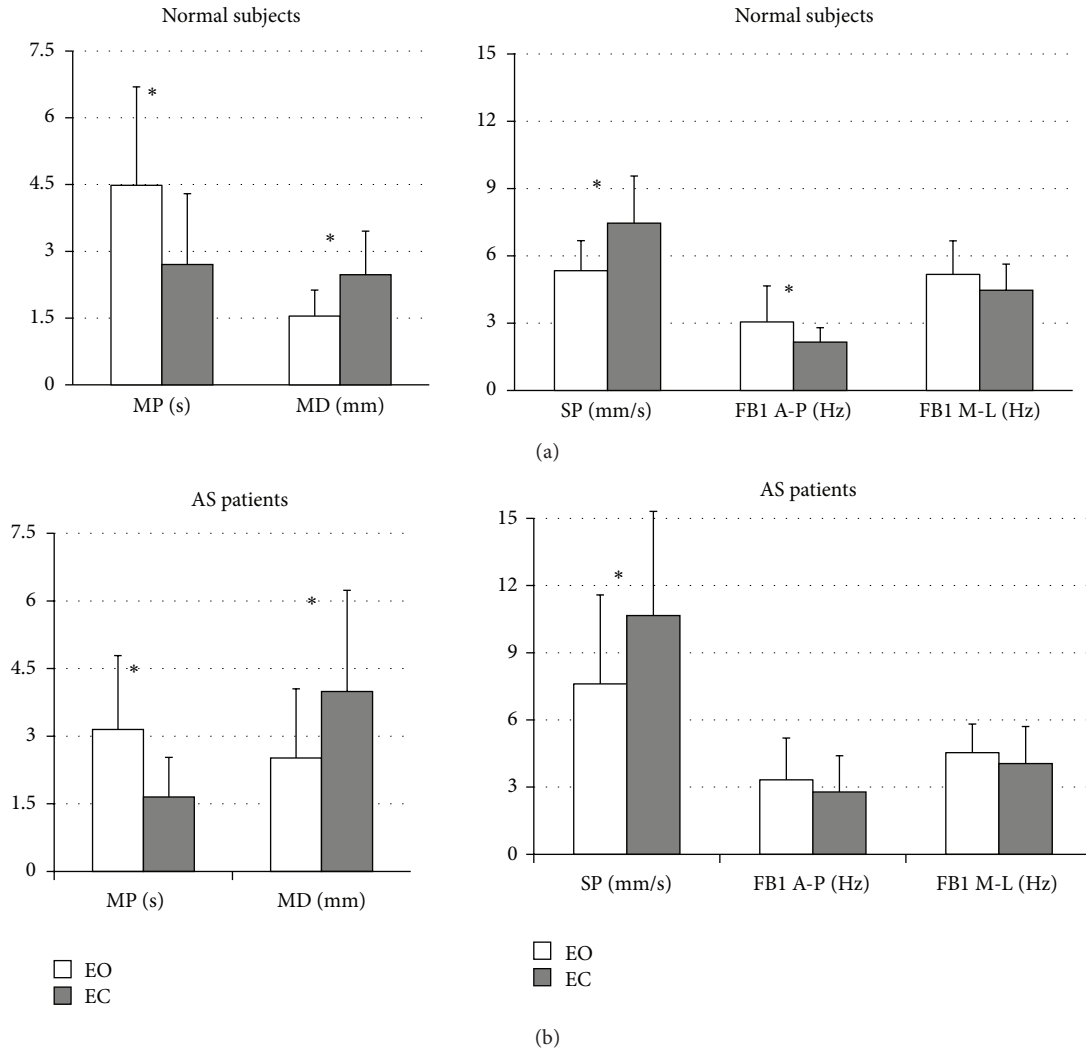 Normal subjects
7.5
6
4.5
3
1.5
0
*
*
MP (s) MD (mm)
Normal subjects
15
12
9
6
3
0
*
*
SP (mm/s) FB1 A-P (Hz) FB1 M-L (Hz)
(a)
AS patients
7.5
6
4.5
3
1.5
0
*
*
MP (s) MD (mm)
EO
EC
AS patients
15
12
9
6
3
0
*
SP (mm/s) FB1 A-P (Hz) FB1 M-L (Hz)
EO
EC
(b)